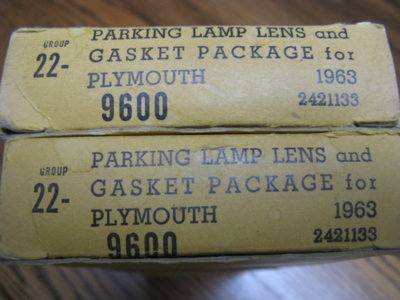 PARKING LAMP LENS and
GROUP
22- GASKET PACKAGE for
PLYMOUTH 1963
9600 2421133
PARKING LAMP LENS and
GROUP
22- GASKET PACKAGE for
PLYMOUTH 1963
9600 2421133